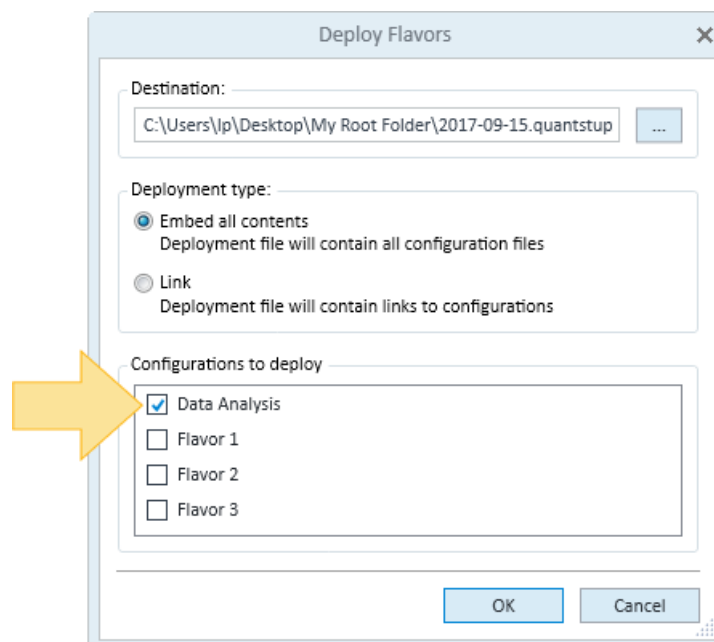 Deploy Flavors
Destination:
C:\Users\lp\Desktop\My Root Folder\2017-09-15.quantstup
...
Deployment type:
Embed all contents
Deployment file will contain all configuration files
Link
Deployment file will contain links to configurations
Configurations to deploy
Data Analysis
Flavor 1
Flavor 2
Flavor 3
OK
Cancel